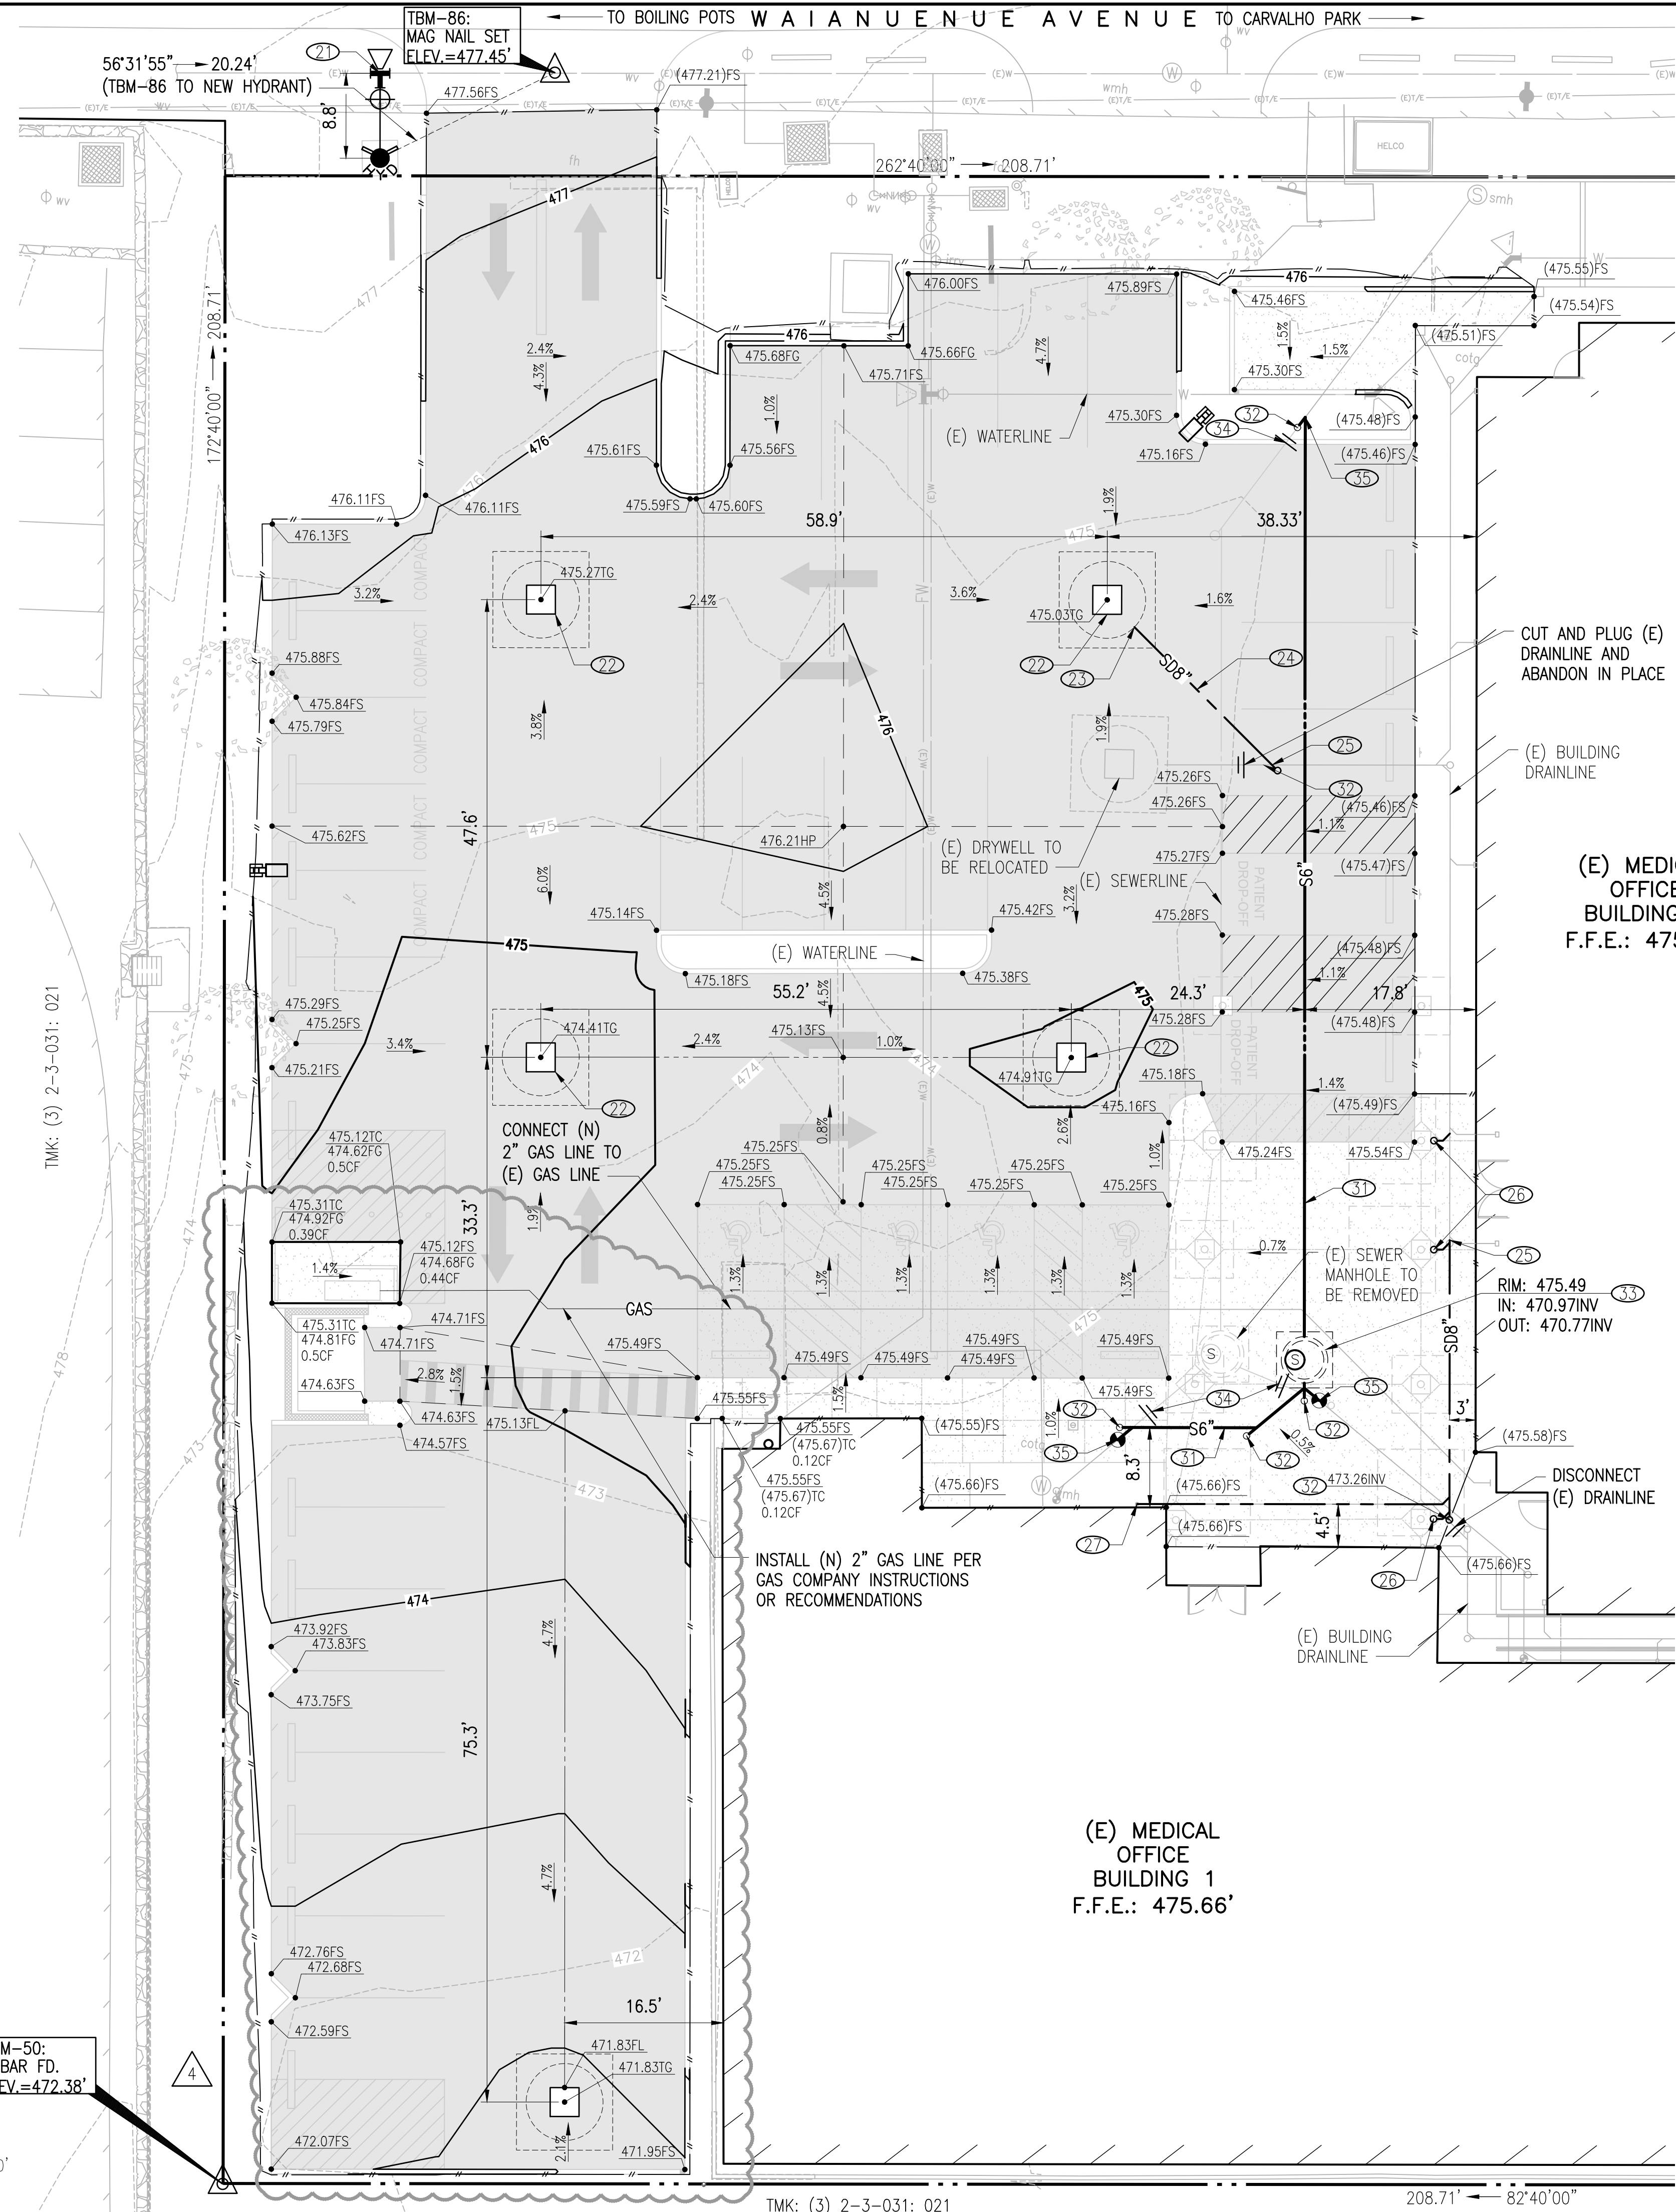 TO BOILING POTS WAIANUENUE AVENUE TO CARVALHO PARK
TBM-86:
MAG NAIL SET
ELEV.=477.45'
56°31'55" 20.24'
(TBM-86 TO NEW HYDRANT)
21
8.8'
HYD
477.56FS
(477.21)FS
(E)W
(E)T/E
wv
wmh
fh
HELCO
smh
262°40'00" 208.71'
172°40'00" 208.71'
477
476
476.00FS
475.89FS
476
475.46FS
(475.55)FS
(475.54)FS
(475.51)FS
1.5%
1.5%
cotg
475.68FG
475.66FG
475.71FS
4.7%
475.30FS
2.4%
4.3%
1.0%
(E) WATERLINE
475.30FS
32
34
475.16FS
(475.48)FS
(475.46)FS
35
475.61FS
475.56FS
475.59FS
475.60FS
476
476.11FS
476.11FS
476.13FS
58.9'
38.33'
1.9%
475
475.27TG
475.03TG
3.2%
2.4%
3.6%
1.6%
22
22
23
SD8"
24
CUT AND PLUG (E)
DRAINLINE AND
ABANDON IN PLACE
COMPACT COMPACT COMPACT COMPACT COMPACT
FW
475.88FS
475.84FS
475.79FS
3.8%
1.9%
476
25
32
(E) BUILDING
DRAINLINE
475.26FS
475.26FS
(475.46)FS
1.1%
475.62FS
475
47.6'
476.21HP
(E) DRYWELL TO
BE RELOCATED
475.27FS
(475.47)FS
(E) SEWERLINE
S6"
PATIENT
DROP-OFF
6.0%
4.5%
3.2%
475.14FS
475.42FS
475.28FS
(475.48)FS
475
(E) WATERLINE
475.18FS
475.38FS
1.1%
55.2'
24.3'
17.8'
4.5%
475
475.29FS
475.25FS
475.21FS
474.41TG
475.13FS
475.28FS
(475.48)FS
3.4%
2.4%
1.0%
22
22
474.91TG
474
474
PATIENT
DROP-OFF
475.18FS
1.4%
(475.49)FS
475.16FS
0.8%
2.6%
1.0%
475.24FS
475.54FS
TMK: (3) 2-3-031: 021
CONNECT (N)
2" GAS LINE TO
(E) GAS LINE
475.12TC
474.62FG
0.5CF
475.25FS
475.25FS
475.25FS
475.25FS
475.25FS
475.25FS
475.25FS
475.25FS
475.25FS
31
26
475.31TC
474.92FG
0.39CF
475.12FS
474.68FG
0.44CF
1.4%
1.9%
33.3'
0.7%
(E) SEWER
MANHOLE TO
BE REMOVED
25
RIM: 475.49
IN: 470.97INV
OUT: 470.77INV
33
1.3%
1.3%
1.3%
1.3%
1.3%
1.3%
GAS
475
474.71FS
475.31TC
474.81FG
0.5CF
474.71FS
475.49FS
475.49FS
475.49FS
475.49FS
475.49FS
SD8"
S
S
2.8%
1.5%
474.63FS
474.63FS
475.13FL
475.55FS
1.5%
475.49FS
34
35
3'
474.57FS
475.55FS
(475.67)TC
0.12CF
(475.55)FS
1.0%
32
S6"
0.5%
32
(475.58)FS
475.55FS
(475.67)TC
0.12CF
cotg
35
31
32
8.3'
32
473.26INV
DISCONNECT
(E) DRAINLINE
(475.66)FS
(475.66)FS
(475.66)FS
4.5'
27
26
(475.66)FS
478
473
473
INSTALL (N) 2" GAS LINE PER
GAS COMPANY INSTRUCTIONS
OR RECOMMENDATIONS
474
473.92FS
473.83FS
473.75FS
4.7%
(E) BUILDING
DRAINLINE
75.3'
(E) MEDICAL
OFFICE
BUILDING 1
F.F.E.: 475.66'
4.7%
472
472.76FS
472.68FS
472.59FS
16.5'
471.83FL
471.83TG
4
472.07FS
2.1%
471.95FS
TMK: (3) 2-3-031: 021
208.71' 82°40'00"